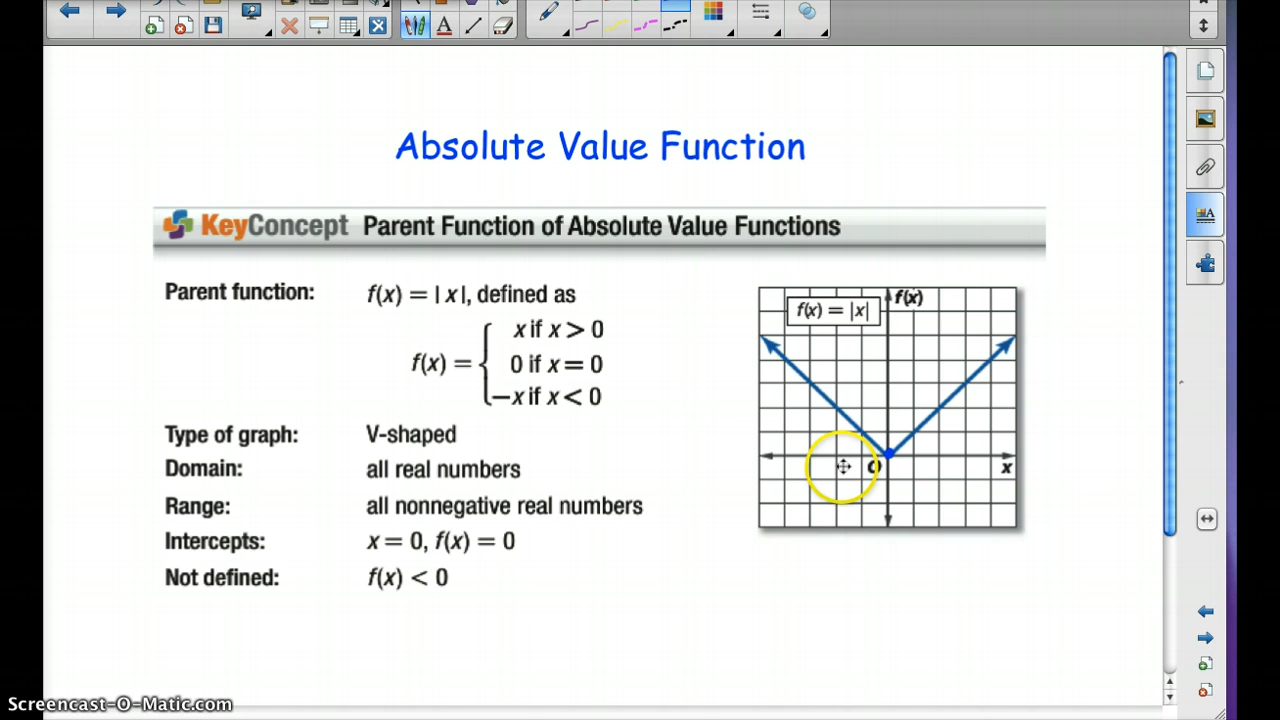 Absolute Value Function
KeyConcept Parent Function of Absolute Value Functions
Parent function: f(x) = |x|, defined as
f(x) = { x if x > 0
0 if x = 0
−x if x < 0
Type of graph: V-shaped
Domain: all real numbers
Range: all nonnegative real numbers
Intercepts: x = 0, f(x) = 0
Not defined: f(x) < 0
f(x)
f(x) = |x|
O
x
Screencast-O-Matic.com